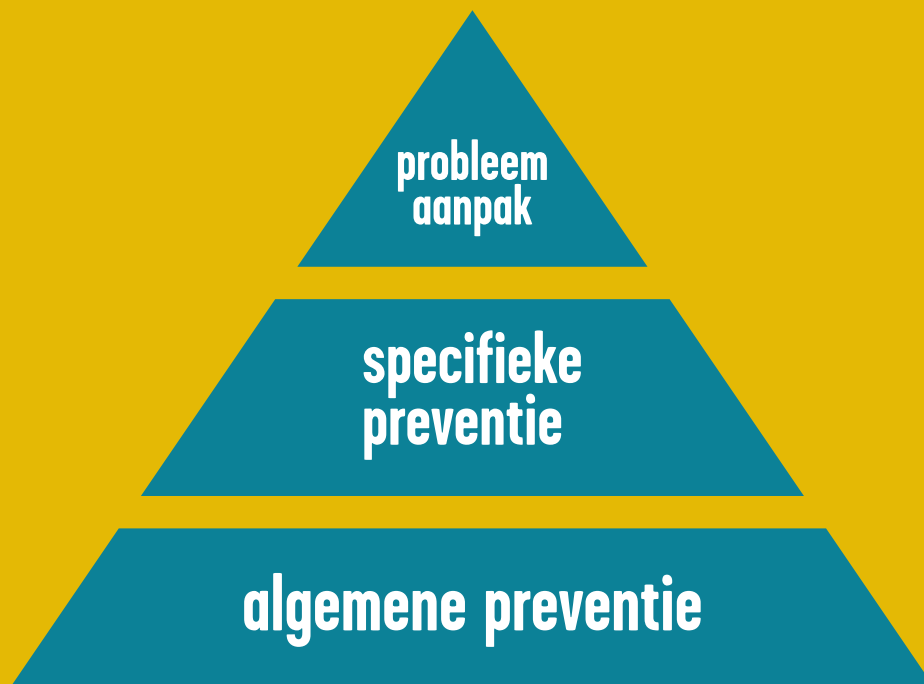 probleem
aanpak
specifieke
preventie
algemene preventie